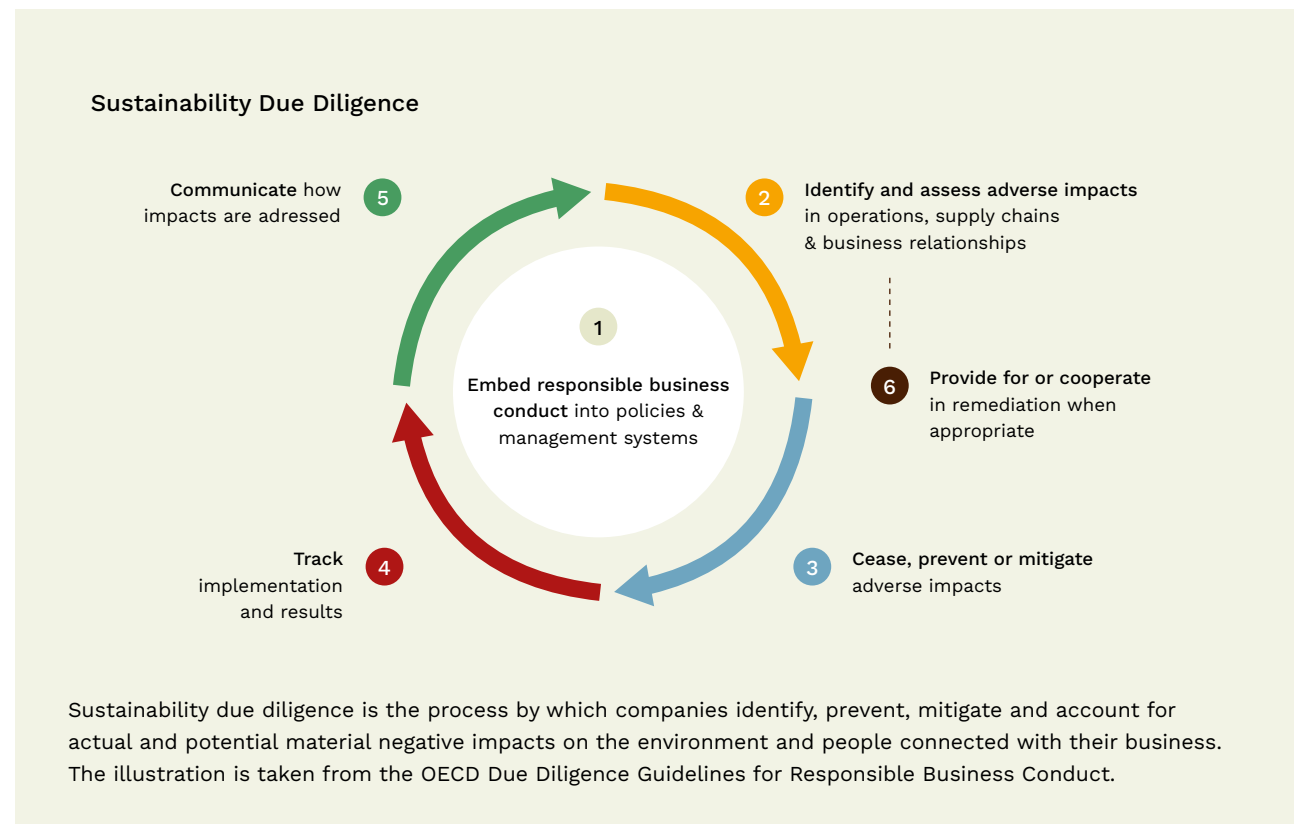 Sustainability Due Diligence
5
Communicate how
impacts are adressed
2
Identify and assess adverse impacts
in operations, supply chains
& business relationships
1
Embed responsible business
conduct into policies &
management systems
6
Provide for or cooperate
in remediation when
appropriate
4
Track
implementation
and results
3
Cease, prevent or mitigate
adverse impacts
Sustainability due diligence is the process by which companies identify, prevent, mitigate and account for
actual and potential material negative impacts on the environment and people connected with their business.
The illustration is taken from the OECD Due Diligence Guidelines for Responsible Business Conduct.